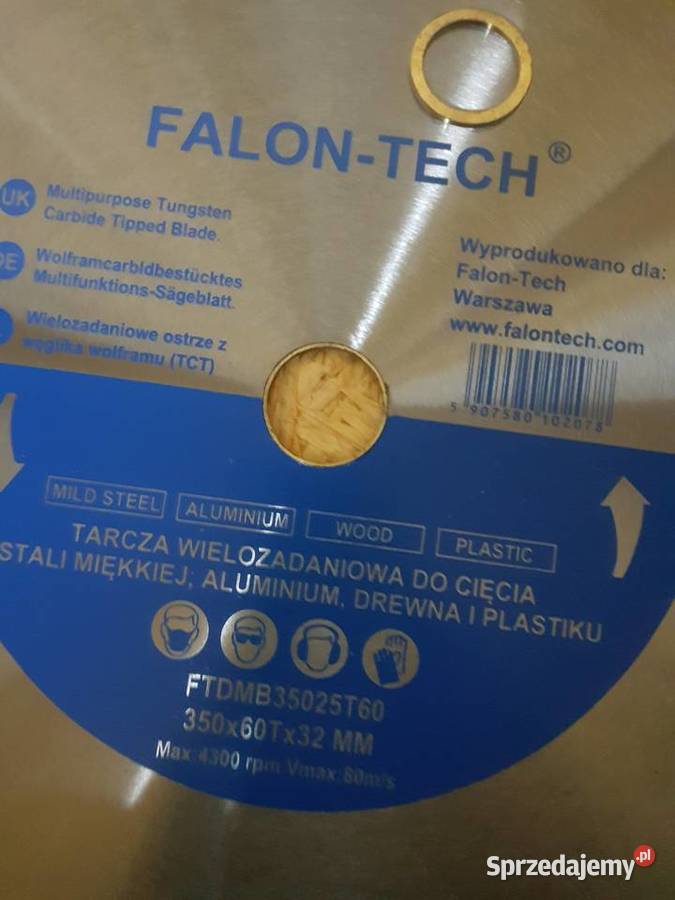 FALON-TECH®
UK
Multipurpose Tungsten
Carbide Tipped Blade.
DE
Wolframcarbidbestücktes
Multifunktions-Sägeblatt.
Wielozadaniowe ostrze z
węglika wolframu (TCT)
Wyprodukowano dla:
Falon-Tech
Warszawa
www.falontech.com
5 907580 102078
MILD STEEL
ALUMINIUM
WOOD
PLASTIC
TARCZA WIELOZADANIOWA DO CIĘCIA
STALI MIĘKKIEJ, ALUMINIUM, DREWNA I PLASTIKU
FTDMB35025T60
350x60Tx32 MM
Max 4300 rpm Vmax 80m/s
Sprzedajemy.pl